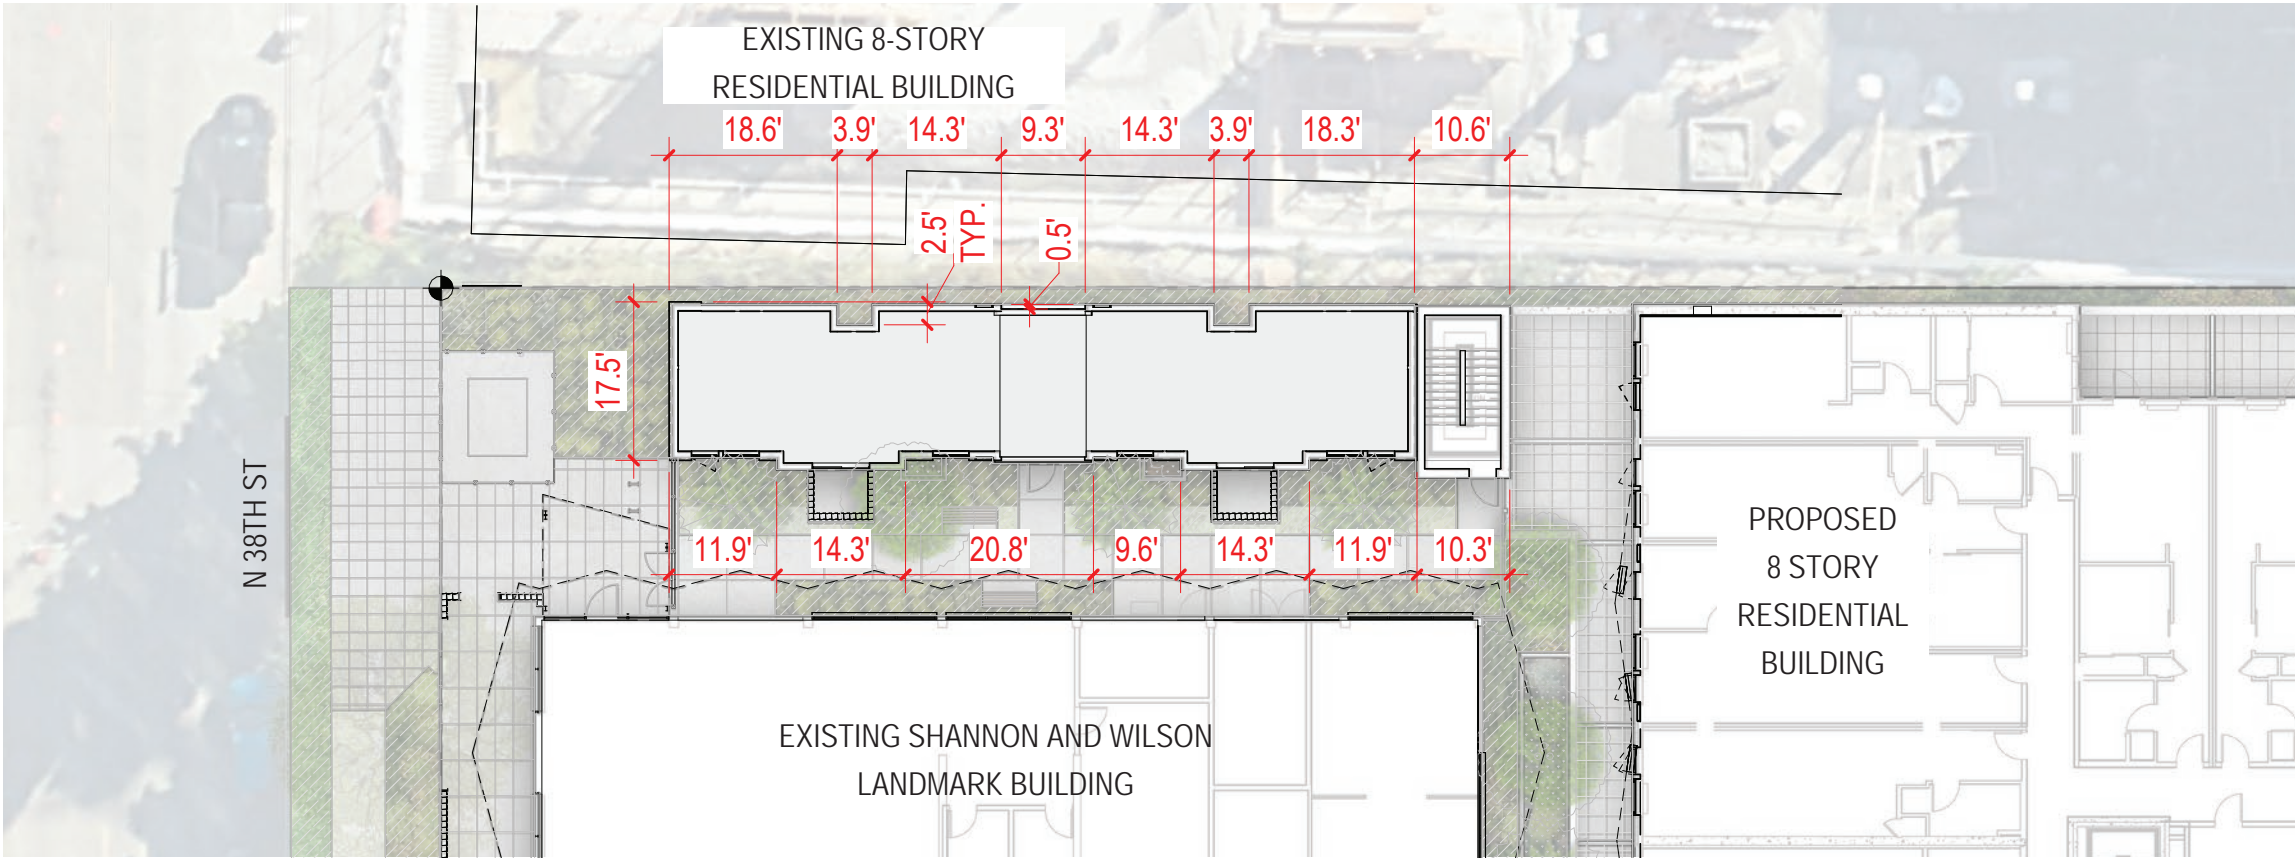 EXISTING 8-STORY
RESIDENTIAL BUILDING
18.6' 3.9' 14.3' 9.3' 14.3' 3.9' 18.3' 10.6'
2.5'
TYP.
0.5'
17.5'
N 38TH ST
11.9' 14.3' 20.8' 9.6' 14.3' 11.9' 10.3'
PROPOSED
8 STORY
RESIDENTIAL
BUILDING
EXISTING SHANNON AND WILSON
LANDMARK BUILDING